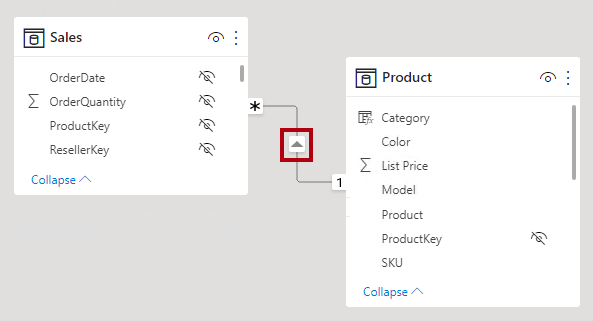 Sales
OrderDate
OrderQuantity
ProductKey
ResellerKey
Collapse
*
1
Product
Category
Color
List Price
Model
Product
ProductKey
SKU
Collapse